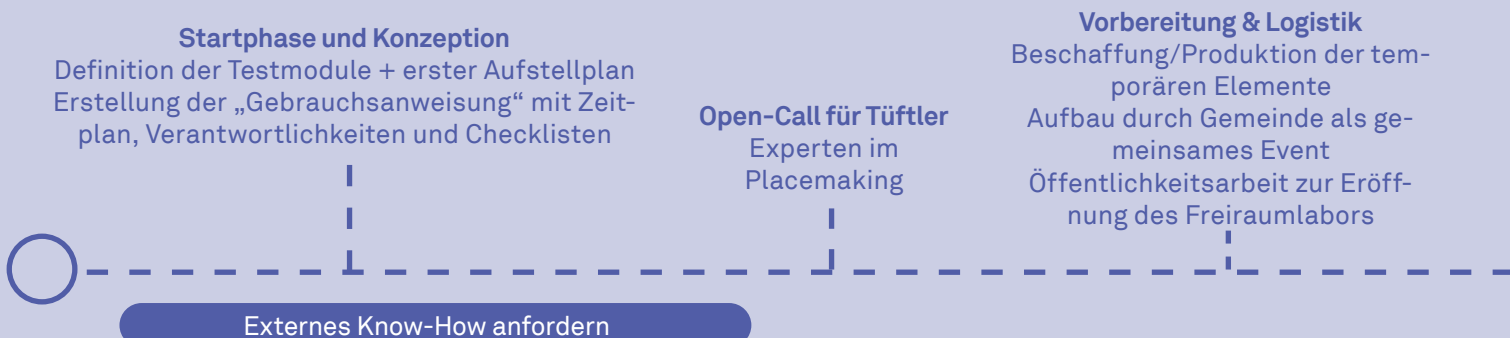 Startphase und Konzeption
Definition der Testmodule + erster Aufstellplan
Erstellung der „Gebrauchsanweisung“ mit Zeit-
plan, Verantwortlichkeiten und Checklisten
Open-Call für Tüftler
Experten im
Placemaking
Vorbereitung & Logistik
Beschaffung/Produktion der tem-
porären Elemente
Aufbau durch Gemeinde als ge-
meinsames Event
Öffentlichkeitsarbeit zur Eröff-
nung des Freiraumlabors
Externes Know-How anfordern